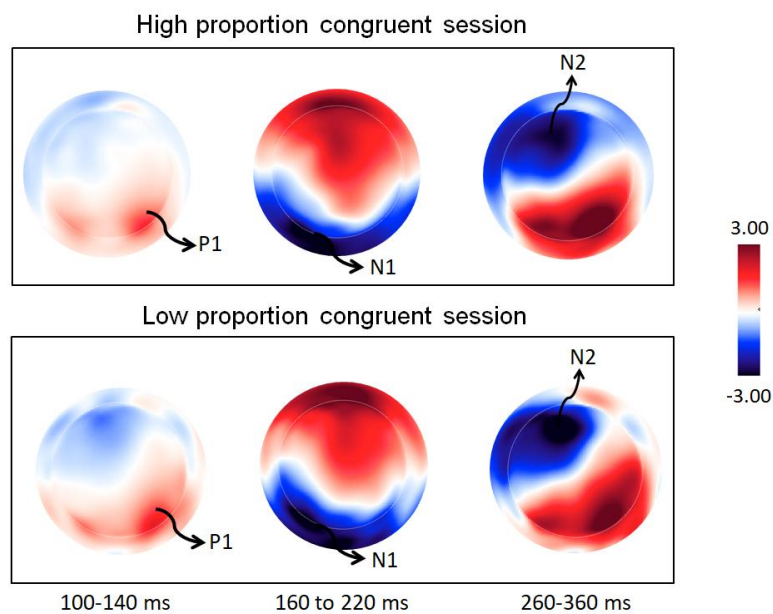 High proportion congruent session
N2
P1
N1
3.00
-3.00
Low proportion congruent session
N2
P1
N1
100-140 ms
160 to 220 ms
260-360 ms